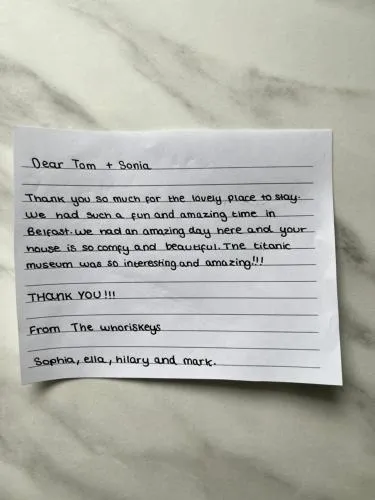 Dear Tom + Sonia
Thank you so much for the lovely place to stay.
We had such a fun and amazing time in
Belfast. We had an amazing day here and your
house is so comfy and beautiful. The titanic
museum was so interesting and amazing!!!
THANK YOU!!!
From The whoriskeys
Sophia, ella, hilary and mark.